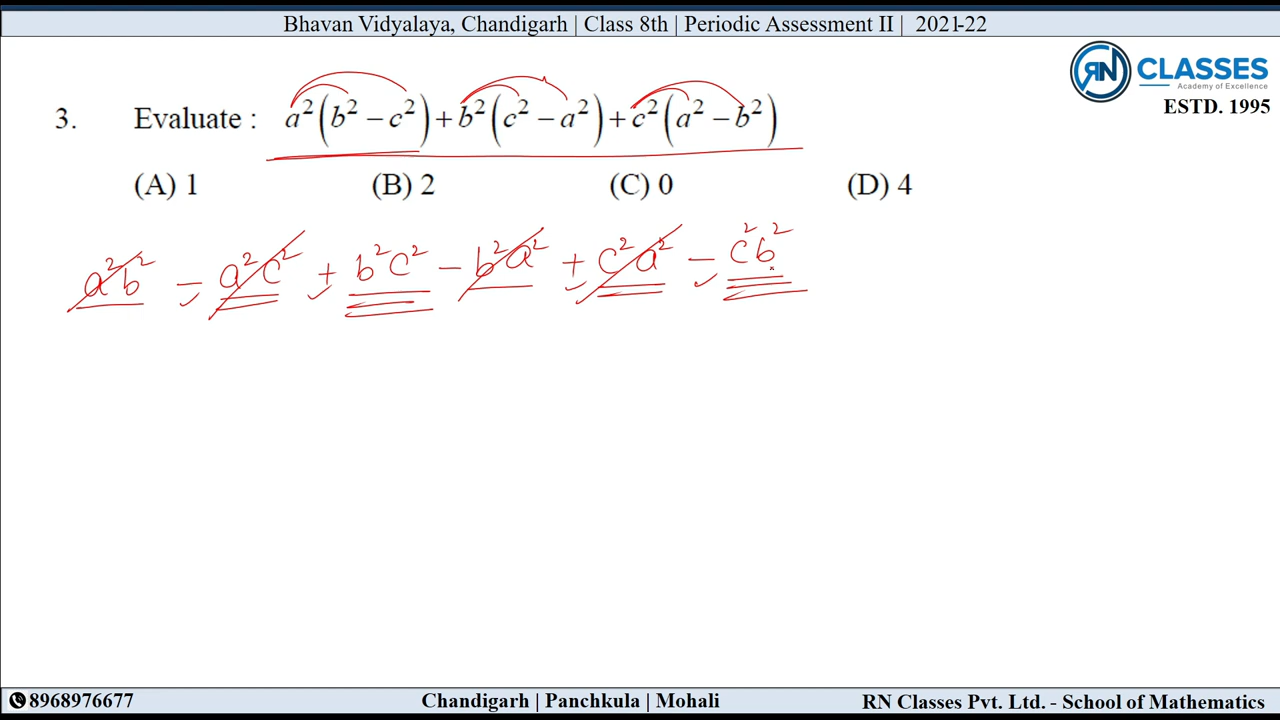 Bhavan Vidyalaya, Chandigarh | Class 8th | Periodic Assessment II | 2021-22
RN CLASSES
Academy of Excellence
ESTD. 1995
3. Evaluate : a²(b² − c²) + b²(c² − a²) + c²(a² − b²)
(A) 1 (B) 2 (C) 0 (D) 4
a²b² − a²c² + b²c² − b²a² + c²a² − c²b²
8968976677 Chandigarh | Panchkula | Mohali RN Classes Pvt. Ltd. - School of Mathematics